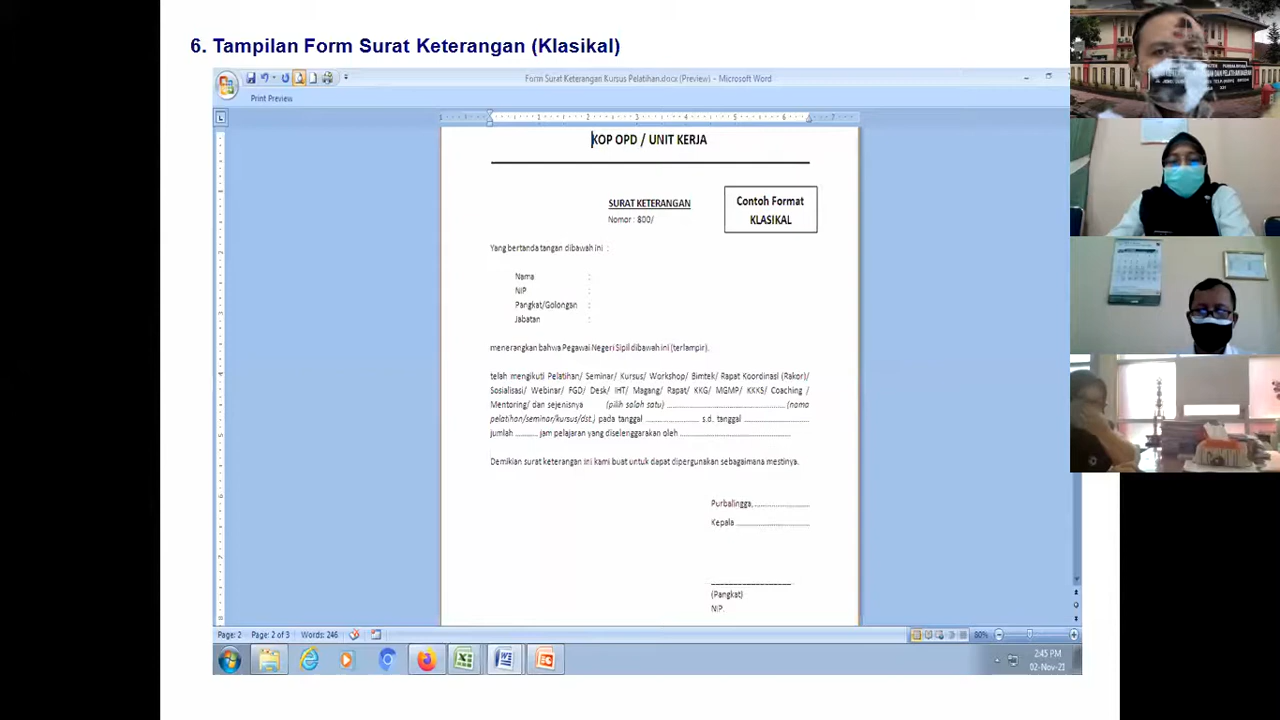 6. Tampilan Form Surat Keterangan (Klasikal)
Form Surat Keterangan Kursus Pelatihan.docx (Preview) - Microsoft Word
Print Preview
KOP OPD / UNIT KERJA
SURAT KETERANGAN
Nomor : 800/
Contoh Format
KLASIKAL
Yang bertanda tangan dibawah ini :
Nama :
NIP :
Pangkat/Golongan :
Jabatan :
menerangkan bahwa Pegawai Negeri Sipil dibawah ini (terlampir).
telah mengikuti Pelatihan/ Seminar/ Kursus/ Workshop/ Bimtek/ Rapat Koordinasi (Rakor)/
Sosialisasi/ Webinar/ FGD/ Desk/ IHT/ Magang/ Rapat/ KKG/ MGMP/ KKKS/ Coaching /
Mentoring/ dan sejenisnya (pilih salah satu) ............................................ (nama
pelatihan/seminar/kursus/dst.) pada tanggal ..................... s.d. tanggal .........................
jumlah .......... jam pelajaran yang diselenggarakan oleh ..........................................
Demikian surat keterangan ini kami buat untuk dapat dipergunakan sebagaimana mestinya.
Purbalingga, .....................
Kepala ............................
(Pangkat)
NIP.
Page: 2 Page: 2 of 3 Words: 246 80%
2:45 PM
02-Nov-21